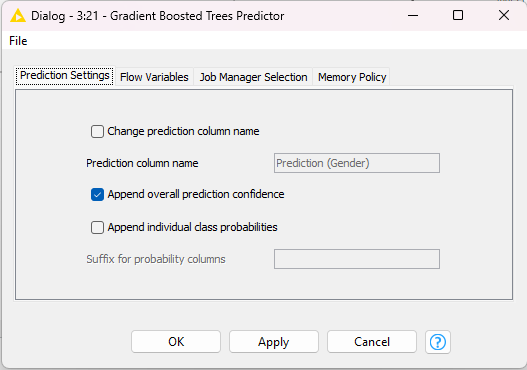 Dialog - 3:21 - Gradient Boosted Trees Predictor
File
Prediction Settings Flow Variables Job Manager Selection Memory Policy
Change prediction column name
Prediction column name Prediction (Gender)
Append overall prediction confidence
Append individual class probabilities
Suffix for probability columns
OK Apply Cancel ?